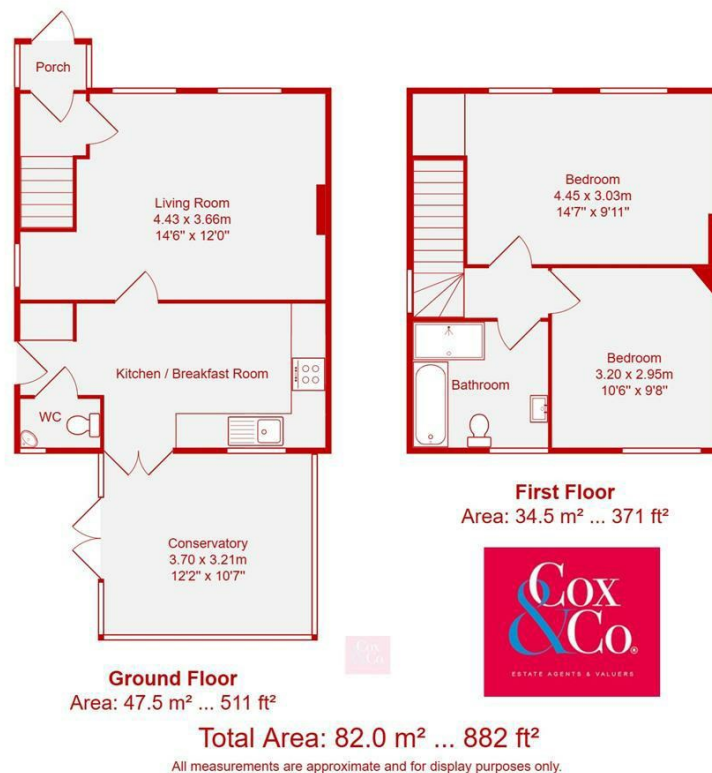 Porch
Living Room
4.43 x 3.66m
14'6" x 12'0"
Kitchen / Breakfast Room
WC
Conservatory
3.70 x 3.21m
12'2" x 10'7"
Ground Floor
Area: 47.5 m² ... 511 ft²
Bedroom
4.45 x 3.03m
14'7" x 9'11"
Bedroom
3.20 x 2.95m
10'6" x 9'8"
Bathroom
First Floor
Area: 34.5 m² ... 371 ft²
Cox
&Co.®
ESTATE AGENTS & VALUERS
Cox
&Co
Total Area: 82.0 m² ... 882 ft²
All measurements are approximate and for display purposes only.